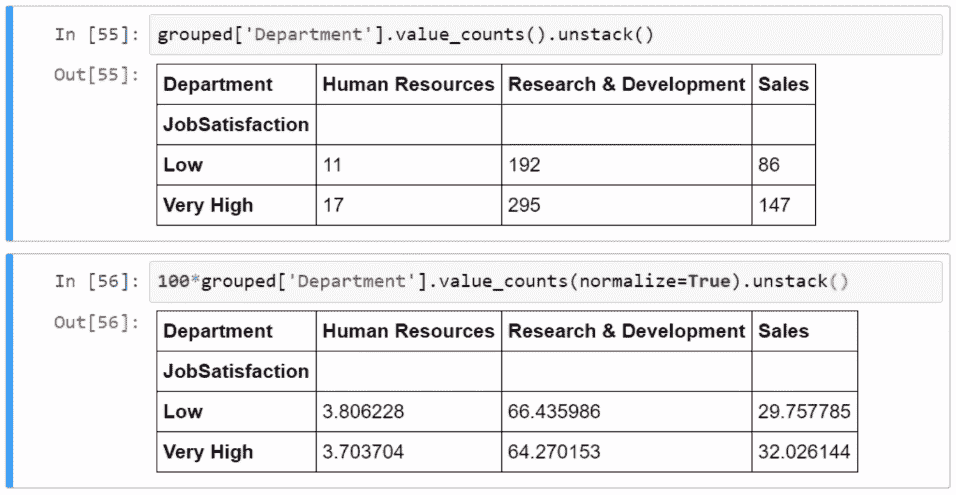 In [55]: grouped['Department'].value_counts().unstack()
Out[55]:
Department Human Resources Research & Development Sales
JobSatisfaction
Low 11 192 86
Very High 17 295 147
In [56]: 100*grouped['Department'].value_counts(normalize=True).unstack()
Out[56]:
Department Human Resources Research & Development Sales
JobSatisfaction
Low 3.806228 66.435986 29.757785
Very High 3.703704 64.270153 32.026144